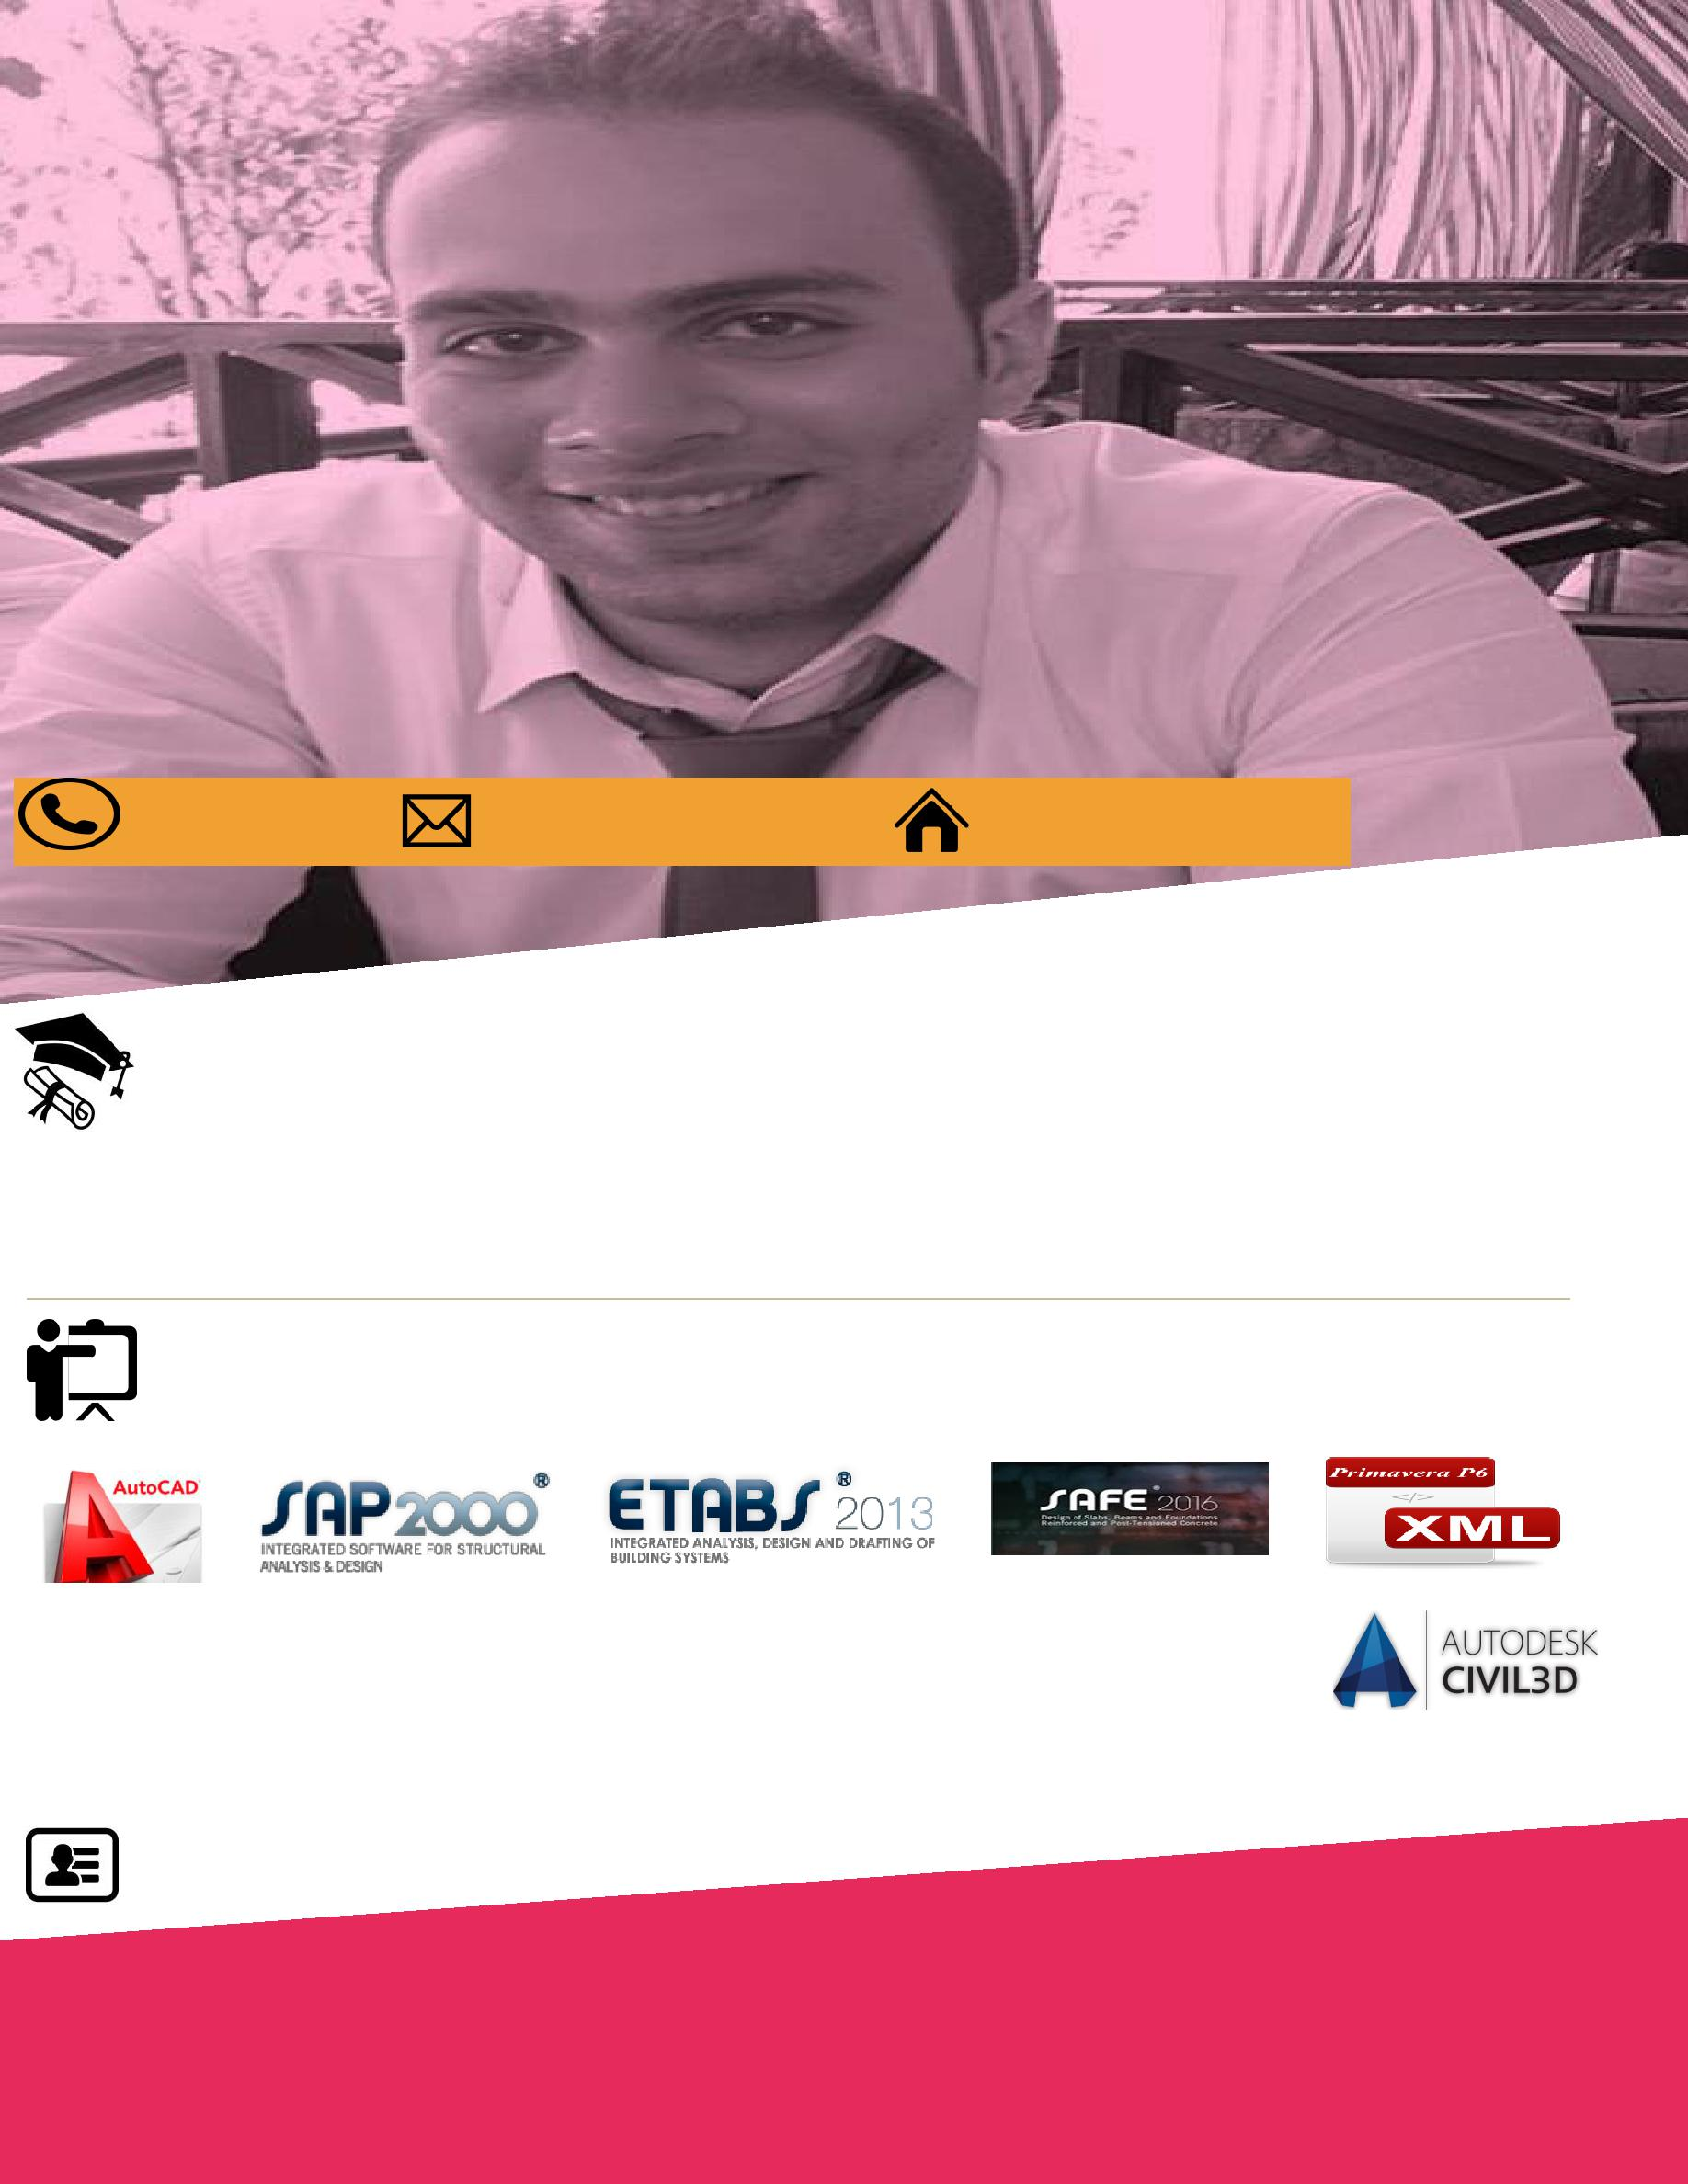 AutoCAD
SAP2000®
INTEGRATED SOFTWARE FOR STRUCTURAL
ANALYSIS & DESIGN
ETABS® 2013
INTEGRATED ANALYSIS, DESIGN AND DRAFTING OF
BUILDING SYSTEMS
SAFE® 2016
Design of Slabs, Beams and Foundations
Reinforced and Post-Tensioned Concrete
Primavera P6
</>
XML
AUTODESK
CIVIL3D